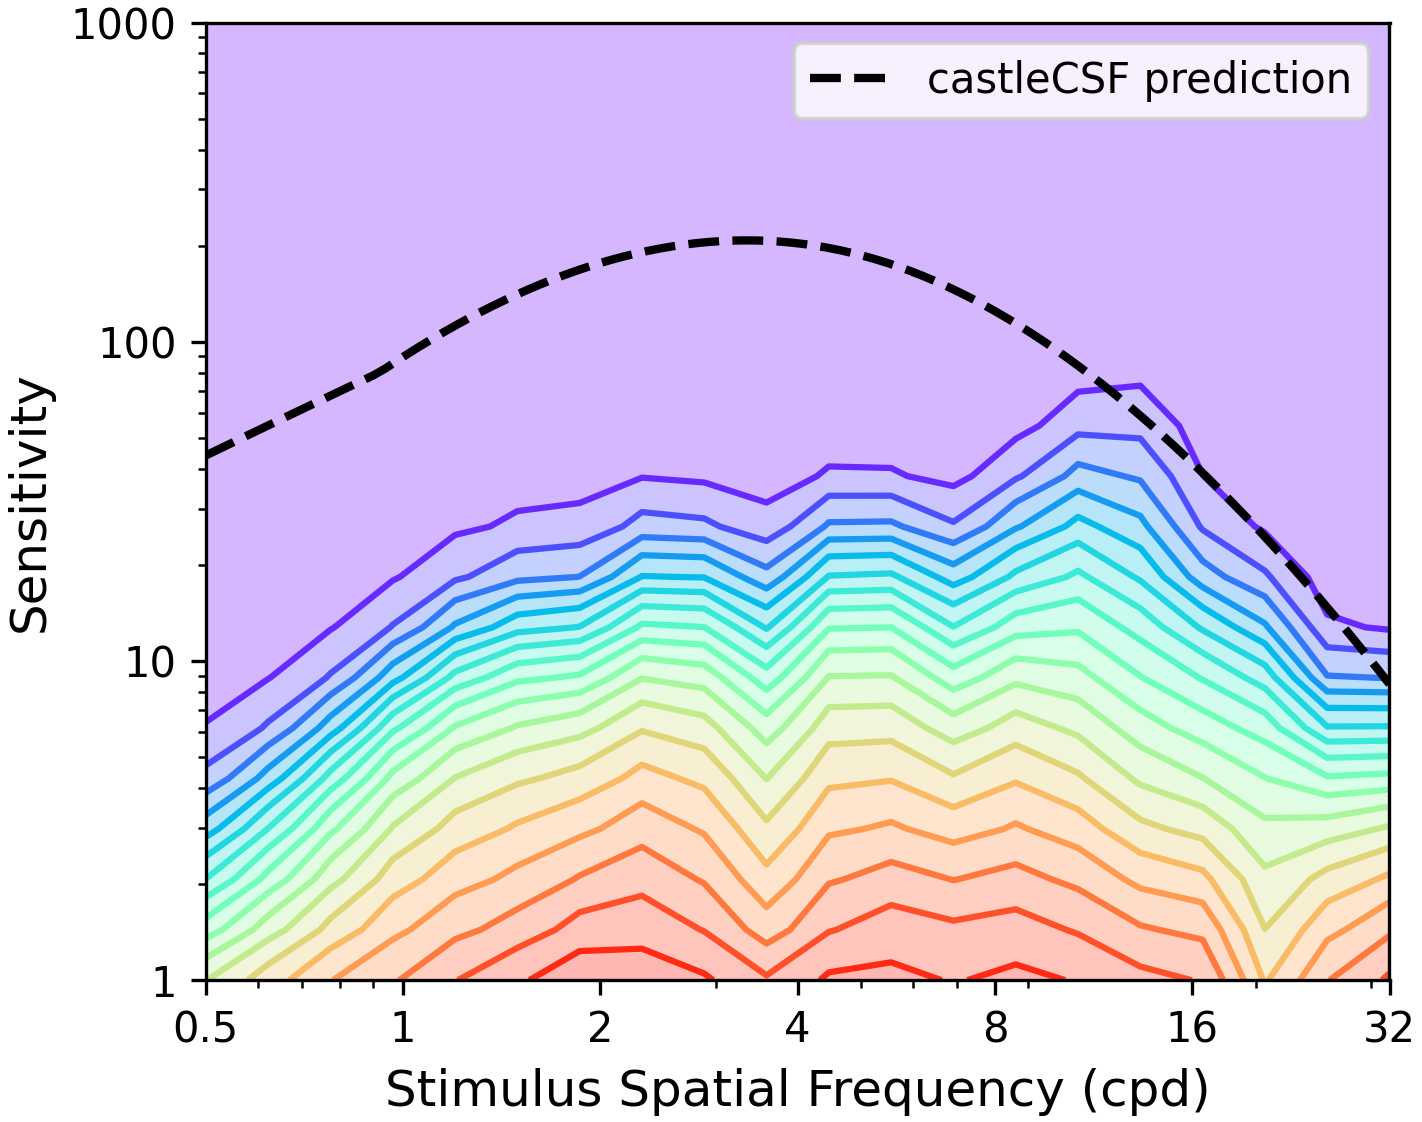 1000
castleCSF prediction
100
Sensitivity
10
1
0.5 1 2 4 8 16 32
Stimulus Spatial Frequency (cpd)